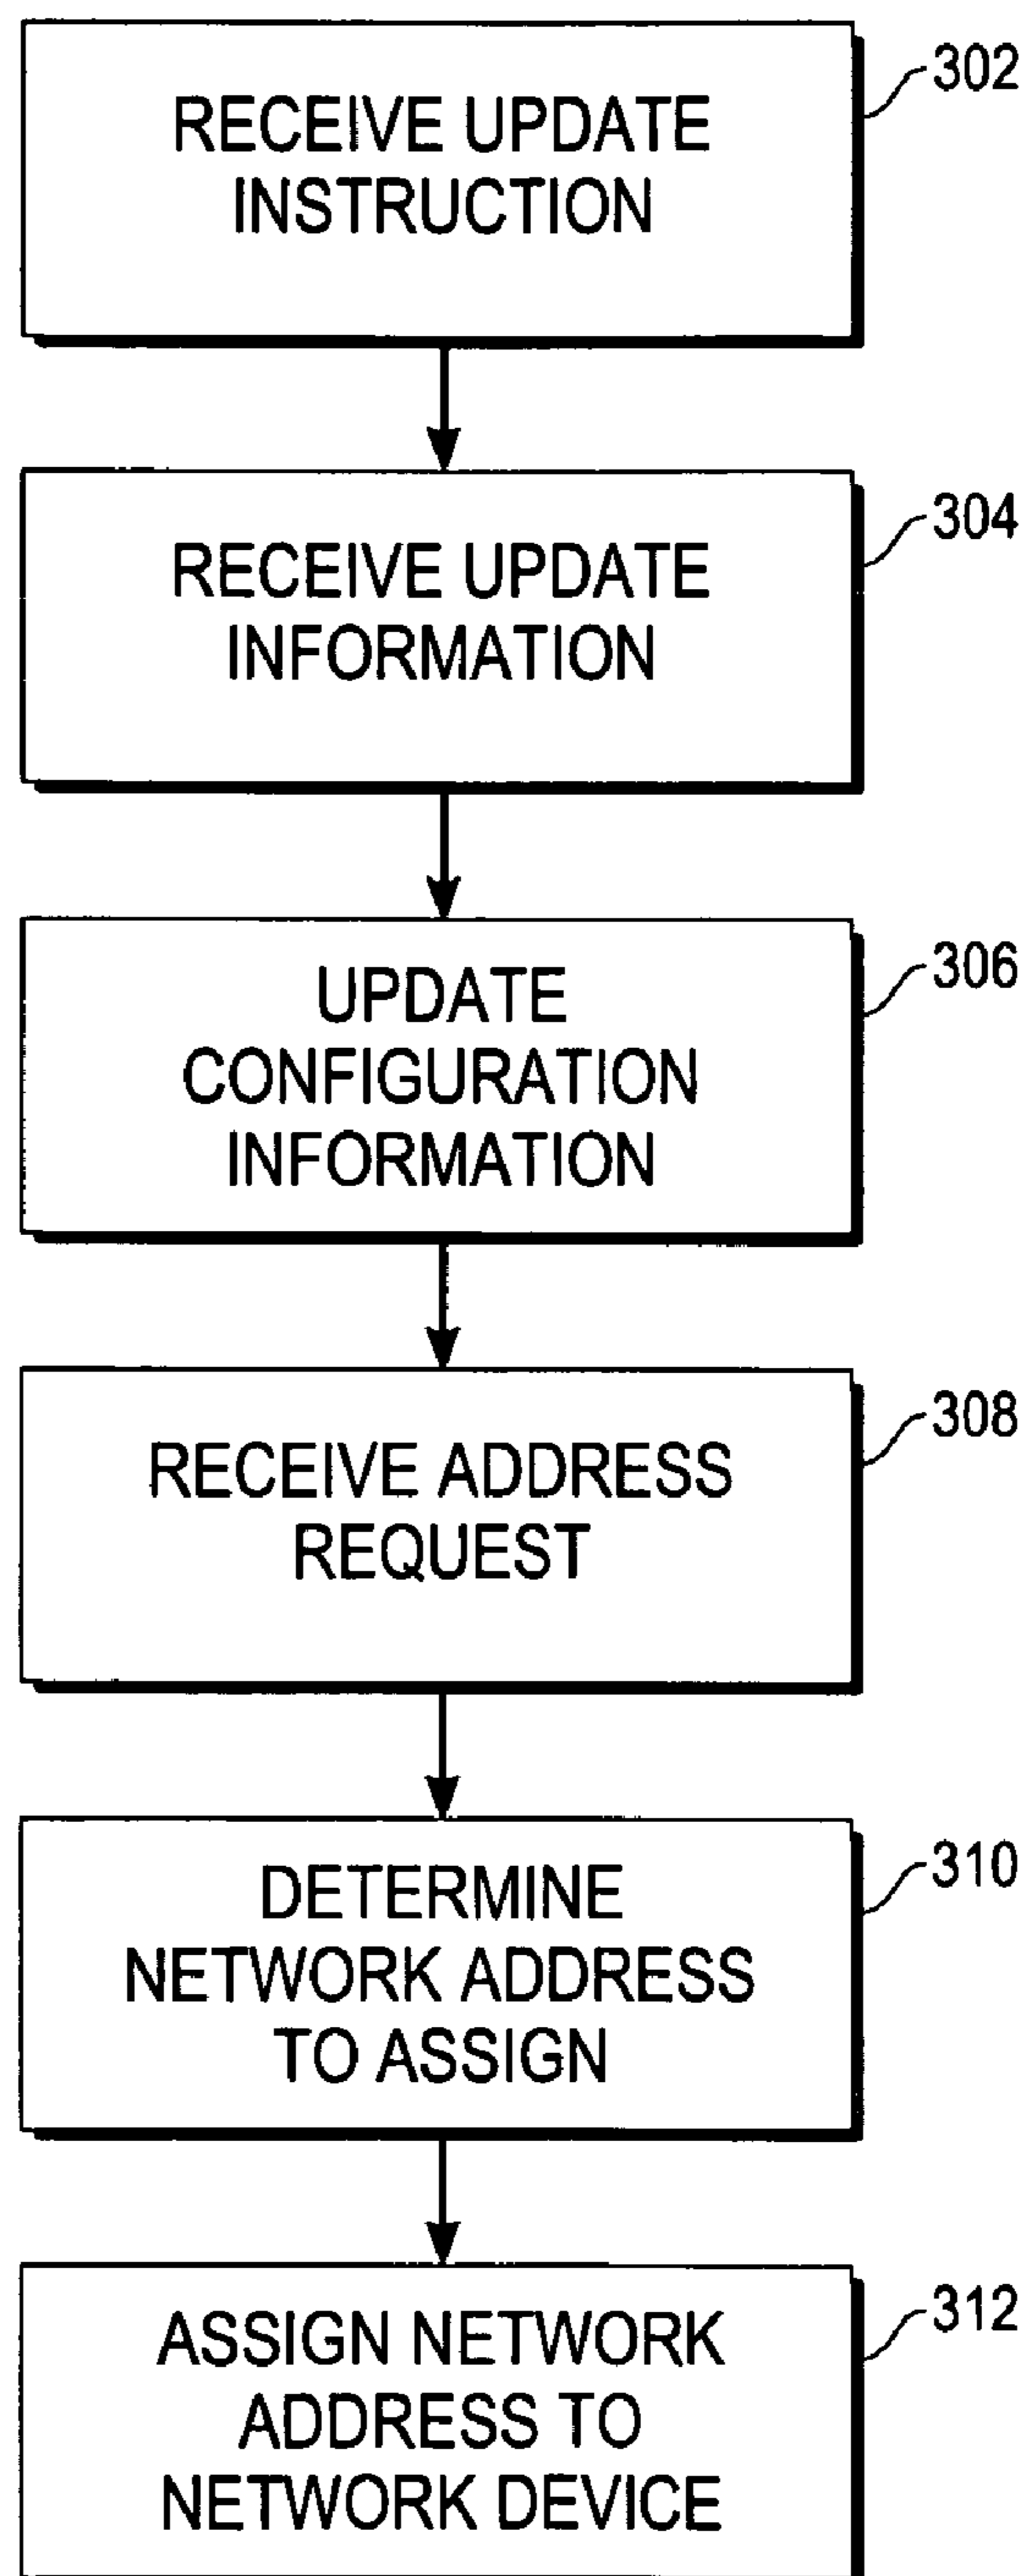 302
RECEIVE UPDATE
INSTRUCTION
304
RECEIVE UPDATE
INFORMATION
306
UPDATE
CONFIGURATION
INFORMATION
308
RECEIVE ADDRESS
REQUEST
310
DETERMINE
NETWORK ADDRESS
TO ASSIGN
312
ASSIGN NETWORK
ADDRESS TO
NETWORK DEVICE